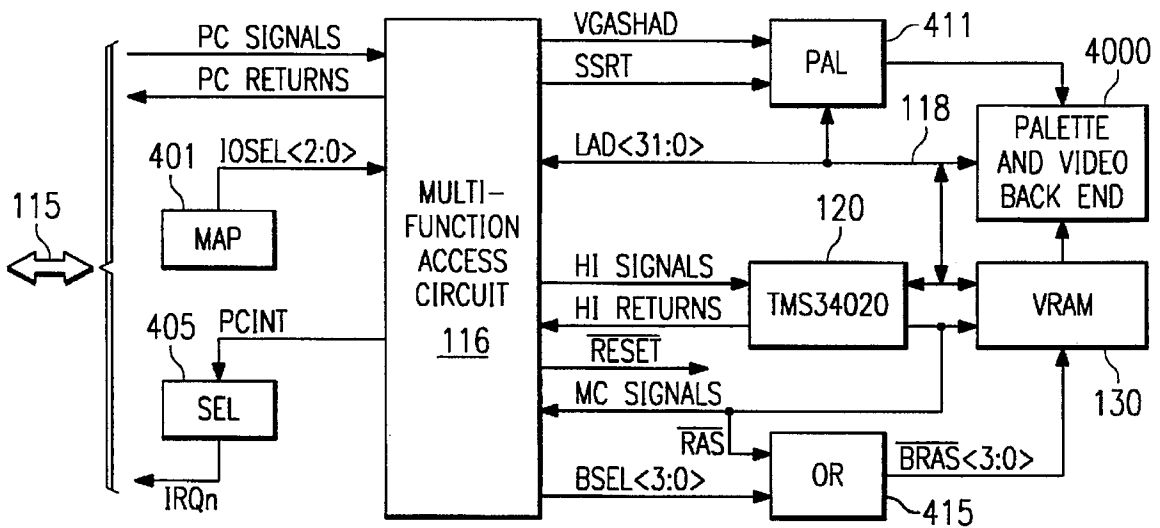 115
PC SIGNALS
PC RETURNS
401
IOSEL<2:0>
MAP
405
PCINT
SEL
IRQn
MULTI-
FUNCTION
ACCESS
CIRCUIT
116
VGASHAD
SSRT
PAL
411
4000
LAD<31:0>
118
PALETTE
AND VIDEO
BACK END
120
HI SIGNALS
HI RETURNS
TMS34020
VRAM
130
RESET
MC SIGNALS
RAS
BSEL<3:0>
OR
415
BRAS<3:0>